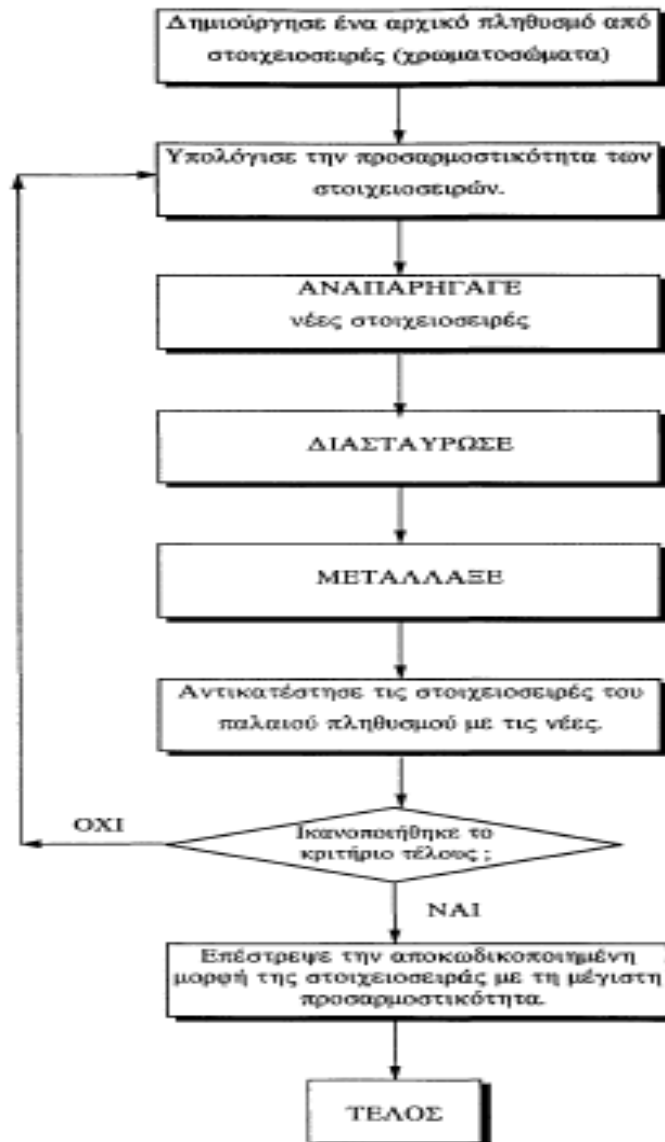 Δημιούργησε ένα αρχικό πληθυσμό από
στοιχειοσειρές (χρωματοσώματα)
Υπολόγισε την προσαρμοστικότητα των
στοιχειοσειρών.
ΑΝΑΠΑΡΗΓΑΓΕ
νέες στοιχειοσειρές
ΔΙΑΣΤΑΥΡΩΣΕ
ΜΕΤΑΛΛΑΞΕ
Αντικατέστησε τις στοιχειοσειρές του
παλαιού πληθυσμού με τις νέες.
ΟΧΙ
Ικανοποιήθηκε το
κριτήριο τέλους ;
ΝΑΙ
Επέστρεψε την αποκωδικοποιημένη
μορφή της στοιχειοσειράς με τη μέγιστη
προσαρμοστικότητα.
ΤΕΛΟΣ